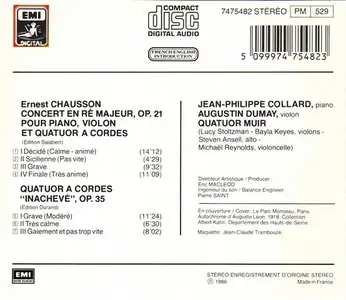 EMI
DIGITAL
COMPACT
disc
DIGITAL AUDIO
7475482 STÉRÉO PM 529
FRENCH ENGLISH
INTRODUCTION
5 099974 754823
Ernest CHAUSSON
CONCERT EN RÉ MAJEUR, OP. 21
POUR PIANO, VIOLON
ET QUATUOR A CORDES
(Edition Salabert)
I Décidé (Calme - animé) (14'12)
II Sicilienne (Pas vite) (4'29)
III Grave (9'32)
IV Finale (Très animé) (11'09)
QUATUOR A CORDES
"INACHEVÉ", OP. 35
(Edition Durand)
I Grave (Modéré) (11'24)
II Très calme (6'30)
III Gaiement et pas trop vite (8'02)
JEAN-PHILIPPE COLLARD, piano
AUGUSTIN DUMAY, violon
QUATUOR MUIR
(Lucy Stoltzman - Bayla Keyes, violons -
Steven Ansell, alto -
Michaël Reynolds, violoncelle)
Directeur Artistique / Producer
Eric MACLEOD
Ingénieur du son / Balance Engineer
Pierre SAINT
En couverture / Cover : Le Parc Monceau, Paris,
Autochrome d'Auguste Léon. 1918. Collection
Albert Kahn. Département des Hauts-de-Seine.
Maquette: Jean-Claude Trambouze.
EMI
STÉRÉO ENREGISTREMENT D'ORIGINE STÉRÉO
℗ 1986 MADE IN FRANCE